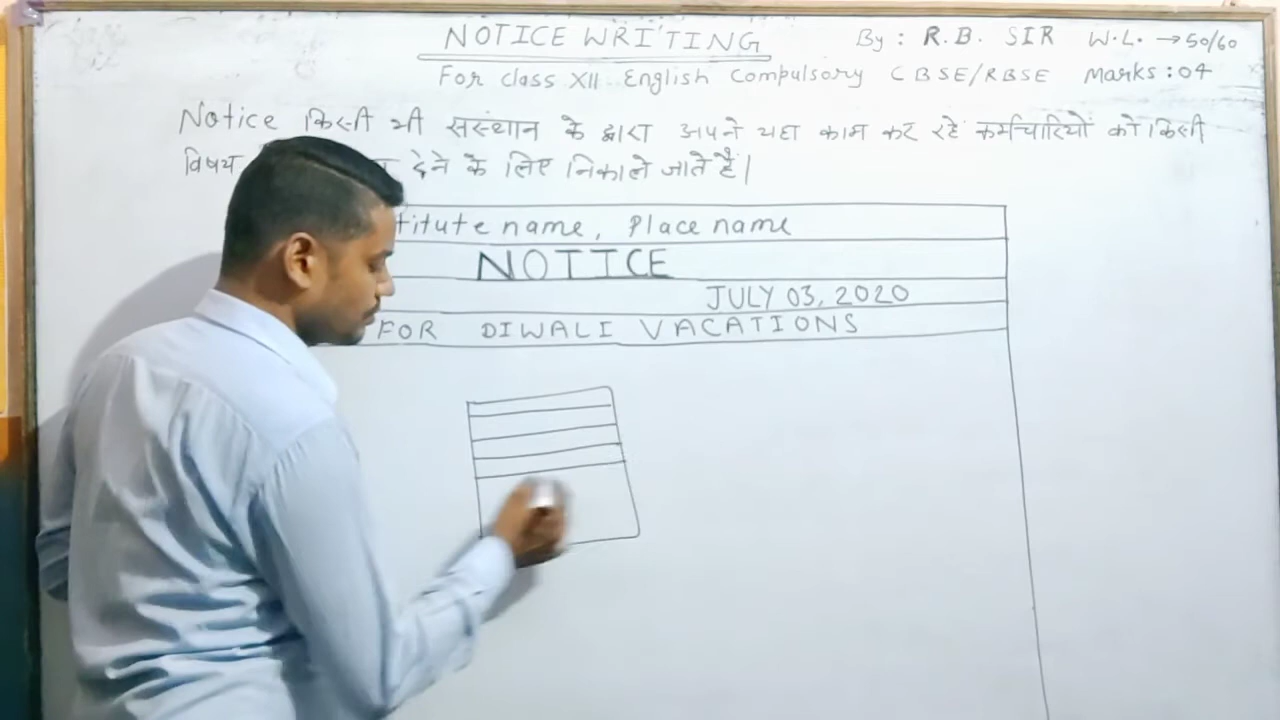 NOTICE WRITING By : R.B. SIR W.L. → 50/60
For class XII English Compulsory CBSE/RBSE Marks : 04
Notice किसी भी संस्थान के द्वारा अपने यहा काम कर रहे कर्मचारियों को किसी
विषय देने के लिए निकाले जाते है।
titute name, Place name
NOTICE
JULY 03, 2020
FOR DIWALI VACATIONS